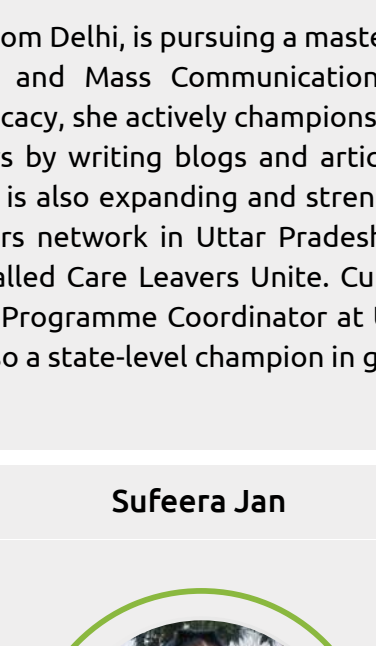 om Delhi, is pursuing a maste
and Mass Communication
cacy, she actively champions
s by writing blogs and artic
is also expanding and stren
rs network in Uttar Pradesh
alled Care Leavers Unite. Cu
Programme Coordinator at
so a state-level champion in g
Sufeera Jan